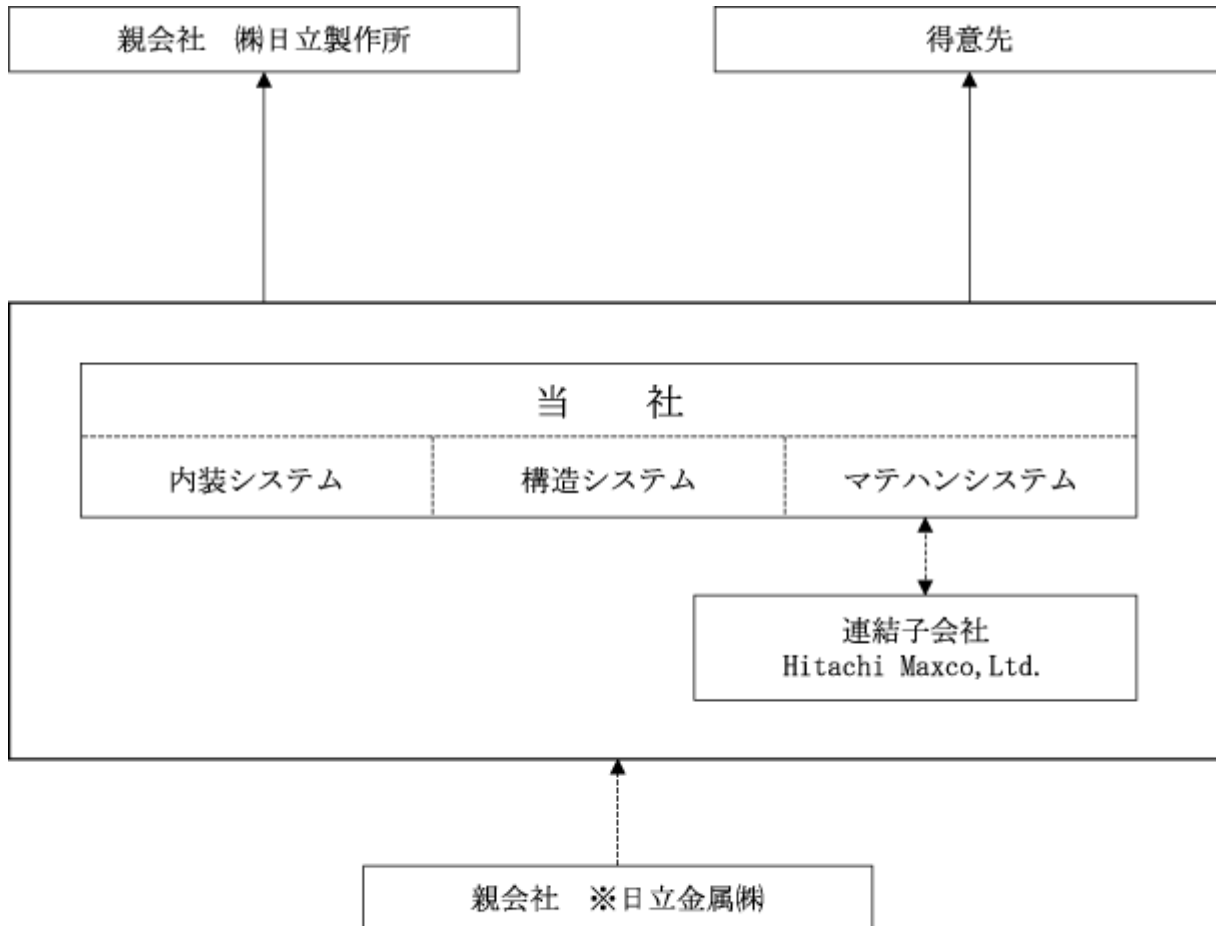 親会社　㈱日立製作所
得意先
当　　社
内装システム
構造システム
マテハンシステム
連結子会社
Hitachi Maxco,Ltd.
親会社　※日立金属㈱